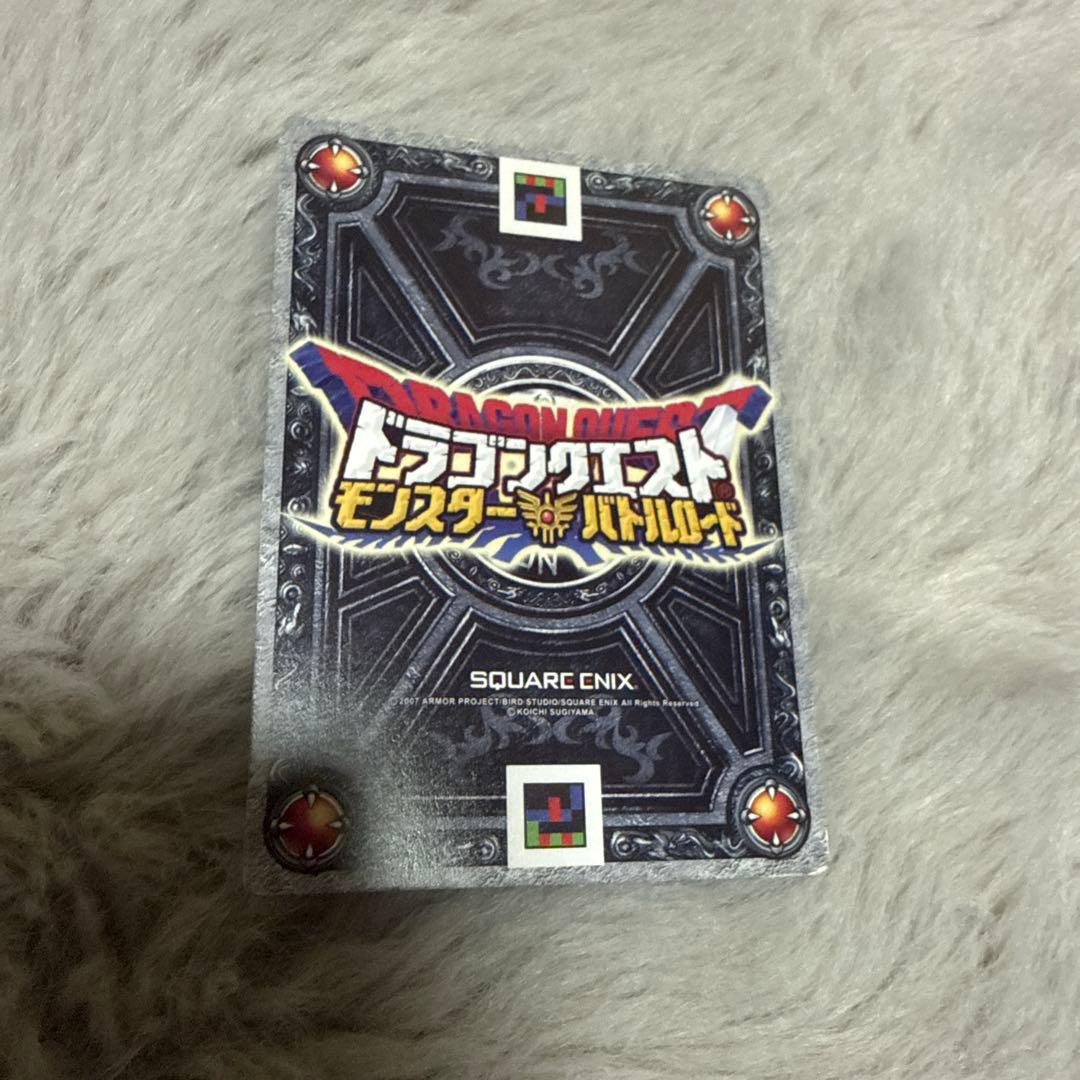 DRAGON QUEST
ドラゴンクエスト®
モンスターバトルロード
SQUARE ENIX
©2007 ARMOR PROJECT/BIRD STUDIO/SQUARE ENIX All Rights Reserved.
©KOICHI SUGIYAMA